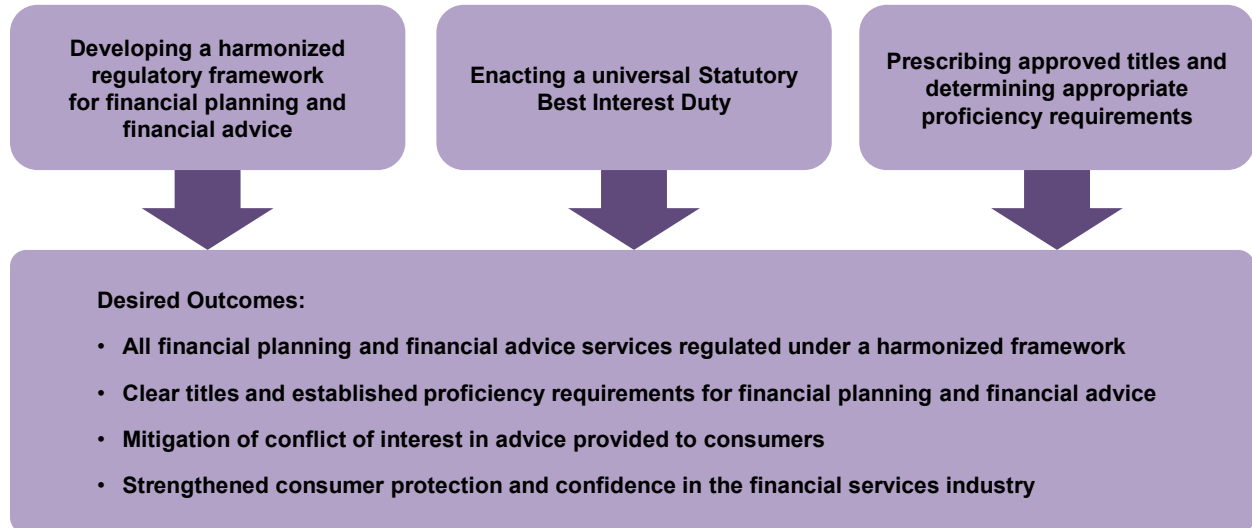 Developing a harmonized
regulatory framework
for financial planning and
financial advice
Enacting a universal Statutory
Best Interest Duty
Prescribing approved titles and
determining appropriate
proficiency requirements
Desired Outcomes:
• All financial planning and financial advice services regulated under a harmonized framework
• Clear titles and established proficiency requirements for financial planning and financial advice
• Mitigation of conflict of interest in advice provided to consumers
• Strengthened consumer protection and confidence in the financial services industry